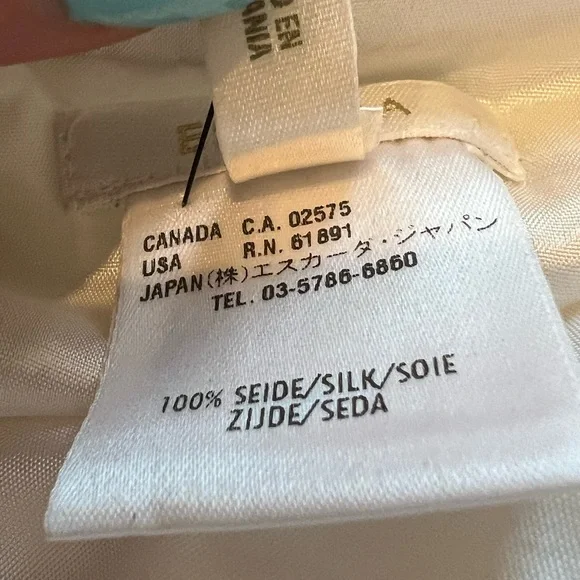 EN
CANADA C.A. 02575
USA R.N. 61891
JAPAN(株)エスカーダ・ジャパン
TEL. 03-5786-6860
100% SEIDE/SILK/SOIE
ZIJDE/SEDA